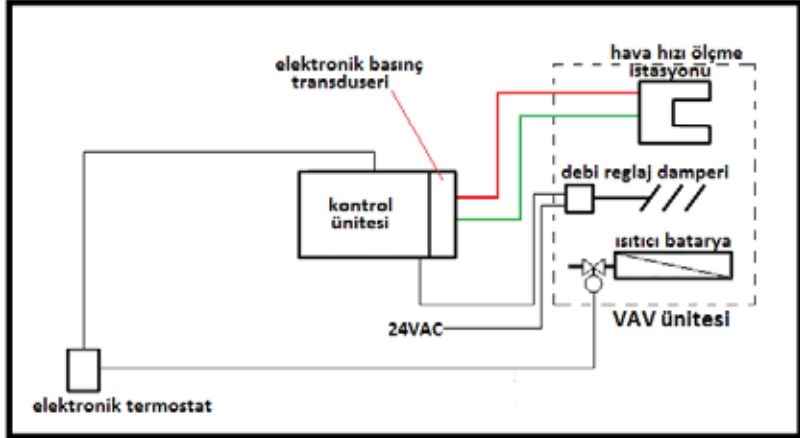 hava hızı ölçme
istasyonu
elektronik basınç
transduseri
debi reglaj damperi
kontrol
ünitesi
ısıtıcı batarya
24VAC
VAV ünitesi
elektronik termostat